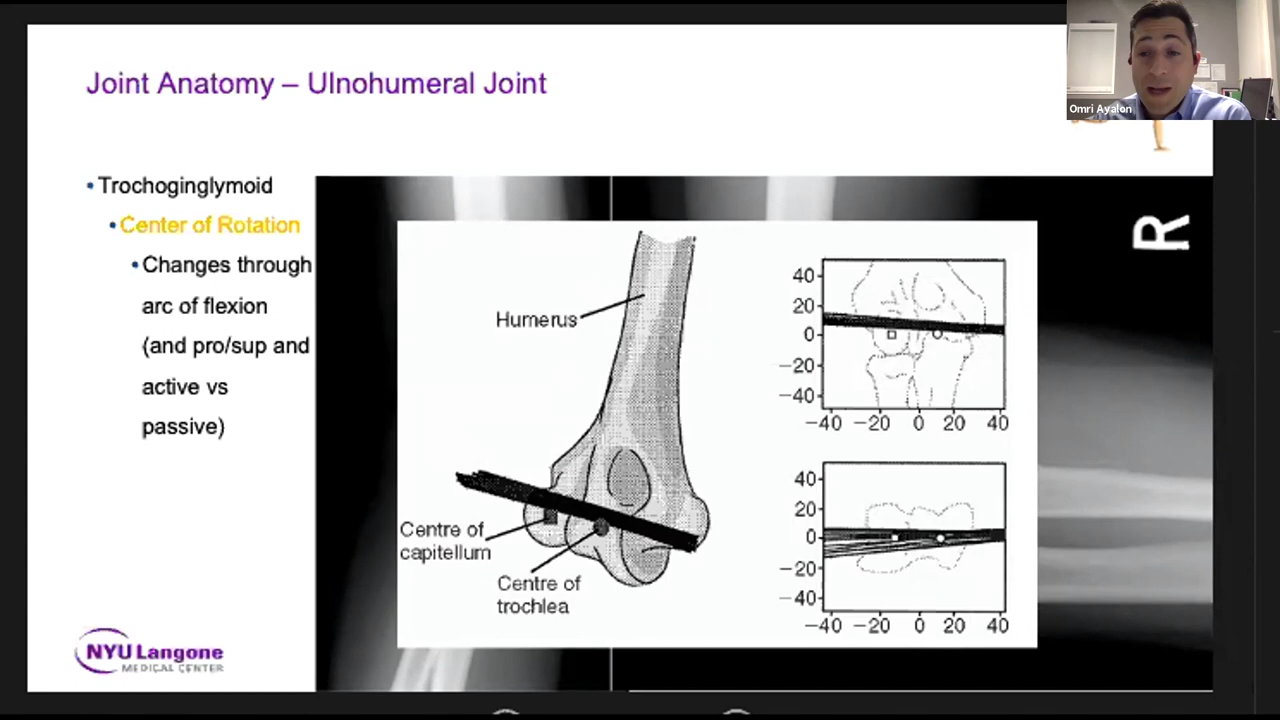 Joint Anatomy – Ulnohumeral Joint
Omri Ayalon
• Trochoginglymoid
• Center of Rotation
• Changes through
arc of flexion
(and pro/sup and
active vs
passive)
R
Humerus
Centre of
capitellum
Centre of
trochlea
40
20
0
−20
−40
−40 −20 0 20 40
40
20
0
−20
−40
−40 −20 0 20 40
NYU Langone
MEDICAL CENTER